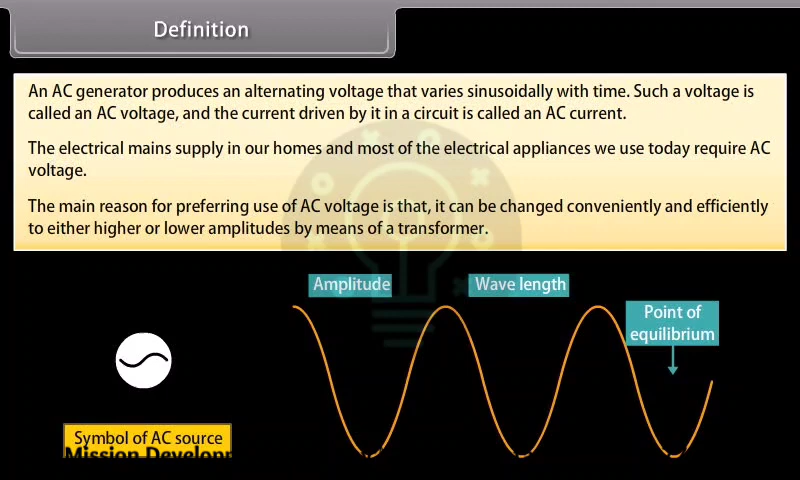 Definition
An AC generator produces an alternating voltage that varies sinusoidally with time. Such a voltage is
called an AC voltage, and the current driven by it in a circuit is called an AC current.
The electrical mains supply in our homes and most of the electrical appliances we use today require AC
voltage.
The main reason for preferring use of AC voltage is that, it can be changed conveniently and efficiently
to either higher or lower amplitudes by means of a transformer.
Amplitude
Wave length
Point of
equilibrium
Symbol of AC source
Mission